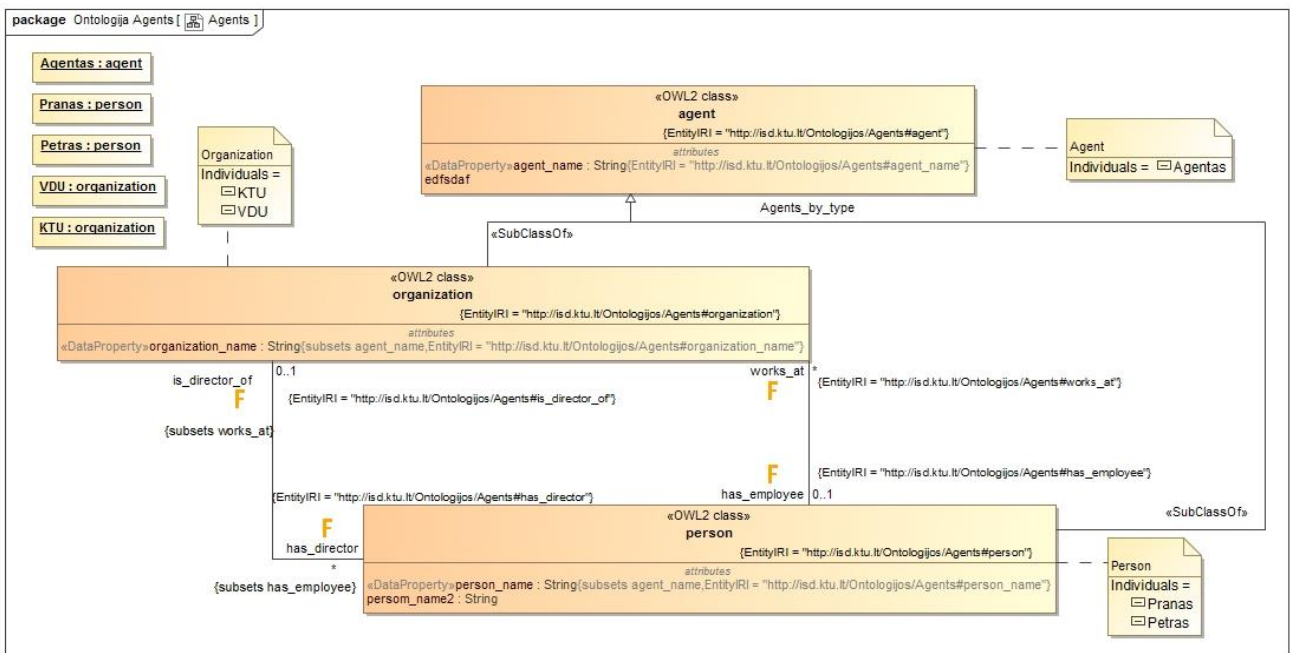 package Ontologija Agents [ Agents ]
Agentas : agent
Pranas : person
Petras : person
VDU : organization
KTU : organization
Organization
Individuals =
KTU
VDU
«OWL2 class»
agent
{EntityIRI = "http://isd.ktu.lt/Ontologijos/Agents#agent"}
attributes
«DataProperty»agent_name : String{EntityIRI = "http://isd.ktu.lt/Ontologijos/Agents#agent_name"}
edfsdaf
Agent
Individuals = Agentas
Agents_by_type
«SubClassOf»
«OWL2 class»
organization
{EntityIRI = "http://isd.ktu.lt/Ontologijos/Agents#organization"}
attributes
«DataProperty»organization_name : String{subsets agent_name,EntityIRI = "http://isd.ktu.lt/Ontologijos/Agents#organization_name"}
is_director_of
0..1
F
{EntityIRI = "http://isd.ktu.lt/Ontologijos/Agents#is_director_of"}
{subsets works_at}
works_at
*
F
{EntityIRI = "http://isd.ktu.lt/Ontologijos/Agents#works_at"}
F
{EntityIRI = "http://isd.ktu.lt/Ontologijos/Agents#has_employee"}
has_employee
0..1
{EntityIRI = "http://isd.ktu.lt/Ontologijos/Agents#has_director"}
F
has_director
*
{subsets has_employee}
«SubClassOf»
«OWL2 class»
person
{EntityIRI = "http://isd.ktu.lt/Ontologijos/Agents#person"}
attributes
«DataProperty»person_name : String{subsets agent_name,EntityIRI = "http://isd.ktu.lt/Ontologijos/Agents#person_name"}
persom_name2 : String
Person
Individuals =
Pranas
Petras